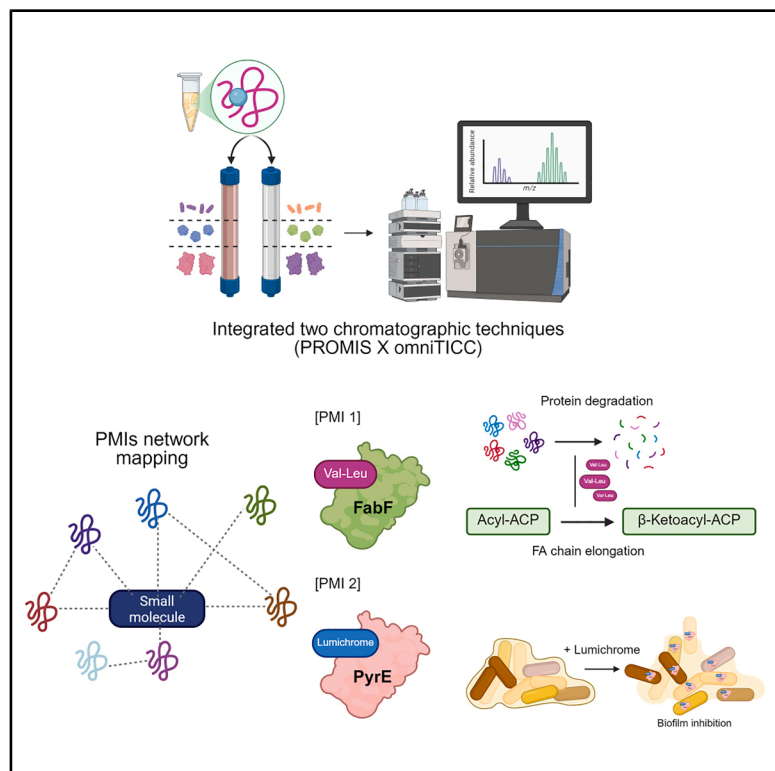 Relative abundance
m/z
Integrated two chromatographic techniques
(PROMIS X omniTICC)
PMIs network
mapping
Small
molecule
[PMI 1]
Val-Leu
FabF
Protein degradation
Val-Leu
Val-Leu
Val-Leu
Acyl-ACP
β-Ketoacyl-ACP
FA chain elongation
[PMI 2]
Lumichrome
PyrE
+ Lumichrome
Biofilm inhibition